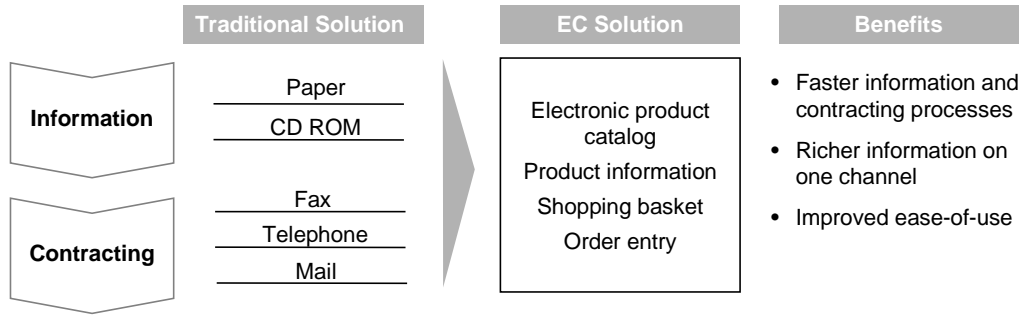 Traditional Solution
EC Solution
Benefits
Information
Paper
CD ROM
Contracting
Fax
Telephone
Mail
Electronic product
catalog
Product information
Shopping basket
Order entry
• Faster information and
contracting processes
• Richer information on
one channel
• Improved ease-of-use